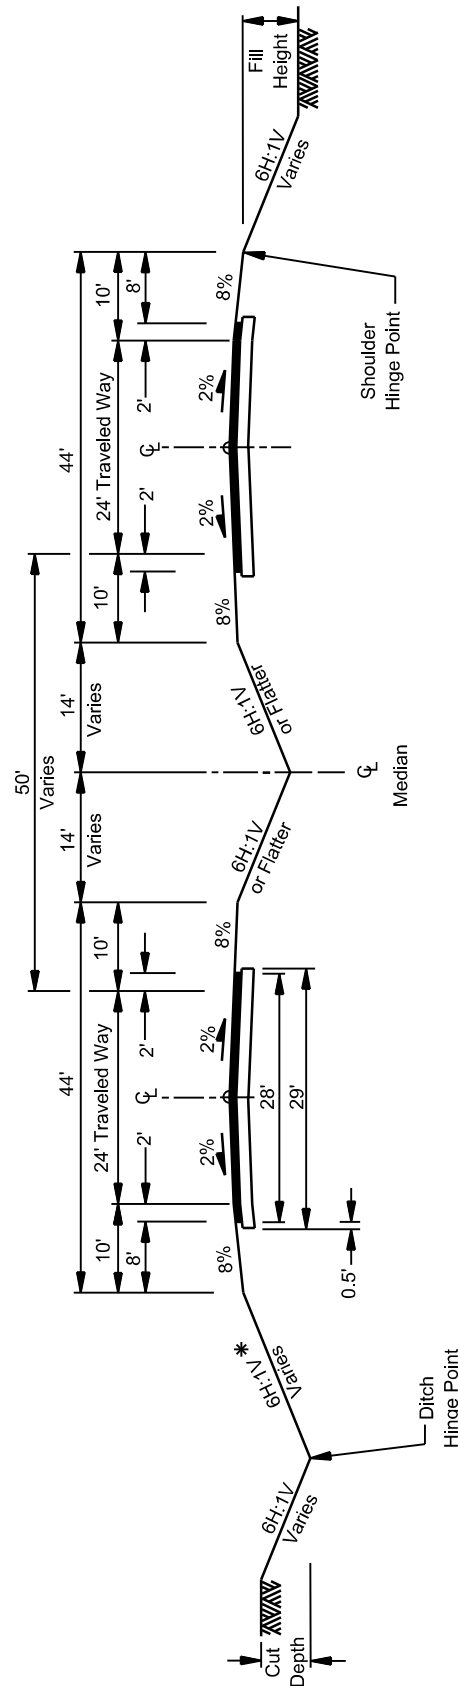 50'
Varies
44'
14'
Varies
14'
Varies
44'
10'
24' Traveled Way
10'
10'
24' Traveled Way
10'
8'
2'
℄
2'
2'
℄
2'
8'
8%
2%
2%
8%
8%
2%
2%
8%
Cut
Depth
6H:1V
Varies
6H:1V *
Varies
6H:1V
or Flatter
6H:1V
or Flatter
6H:1V
Varies
Fill
Height
28'
29'
0.5'
℄
Median
Shoulder
Hinge Point
Ditch
Hinge Point